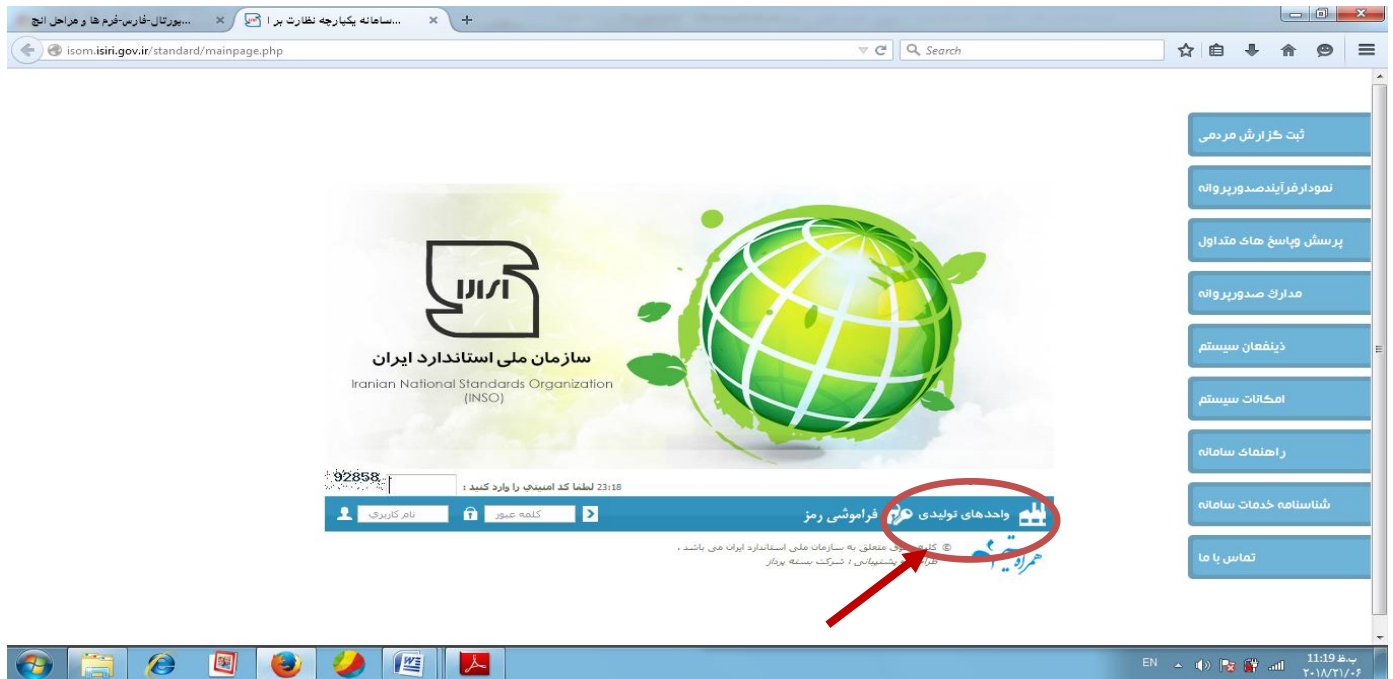 پورتال-فارس-فرم ها و مراحل انج...
سامانه یکپارچه نظارت بر ا...
isom.isiri.gov.ir/standard/mainpage.php
Search
ثبت گزارش مردمی
نمودارفرآیندصدورپروانه
پرسش وپاسخ های متداول
مدارك صدورپروانه
ذینفعان سیستم
امکانات سیستم
راهنمای سامانه
شناسنامه خدمات سامانه
تماس با ما
سازمان ملی استاندارد ایران
Iranian National Standards Organization
(INSO)
23:18 لطفا کد امنیتی را وارد کنید :
92858
واحدهای تولیدی
فراموشی رمز
کلمه عبور
نام کاربری
© متعلق به سازمان ملی استاندارد ایران می باشد .
پشتیبانی : شرکت بسته پرداز
همراه
EN
11:19 ب.ظ